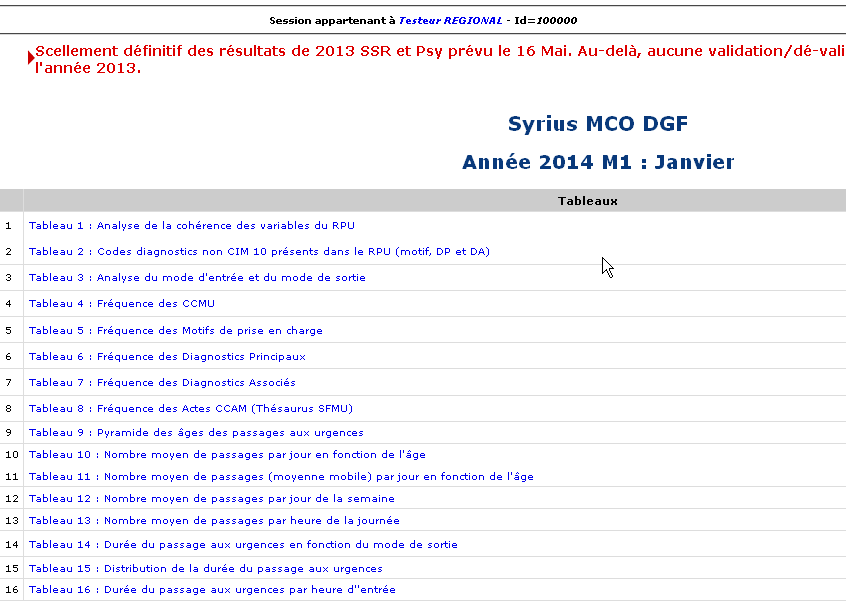 Session appartenant à Testeur REGIONAL - Id=100000
Scellement définitif des résultats de 2013 SSR et Psy prévu le 16 Mai. Au-delà, aucune validation/dé-vali
l'année 2013.
Syrius MCO DGF
Année 2014 M1 : Janvier
Tableaux
1 Tableau 1 : Analyse de la cohérence des variables du RPU
2 Tableau 2 : Codes diagnostics non CIM 10 présents dans le RPU (motif, DP et DA)
3 Tableau 3 : Analyse du mode d'entrée et du mode de sortie
4 Tableau 4 : Fréquence des CCMU
5 Tableau 5 : Fréquence des Motifs de prise en charge
6 Tableau 6 : Fréquence des Diagnostics Principaux
7 Tableau 7 : Fréquence des Diagnostics Associés
8 Tableau 8 : Fréquence des Actes CCAM (Thésaurus SFMU)
9 Tableau 9 : Pyramide des âges des passages aux urgences
10 Tableau 10 : Nombre moyen de passages par jour en fonction de l'âge
11 Tableau 11 : Nombre moyen de passages (moyenne mobile) par jour en fonction de l'âge
12 Tableau 12 : Nombre moyen de passages par jour de la semaine
13 Tableau 13 : Nombre moyen de passages par heure de la journée
14 Tableau 14 : Durée du passage aux urgences en fonction du mode de sortie
15 Tableau 15 : Distribution de la durée du passage aux urgences
16 Tableau 16 : Durée du passage aux urgences par heure d''entrée